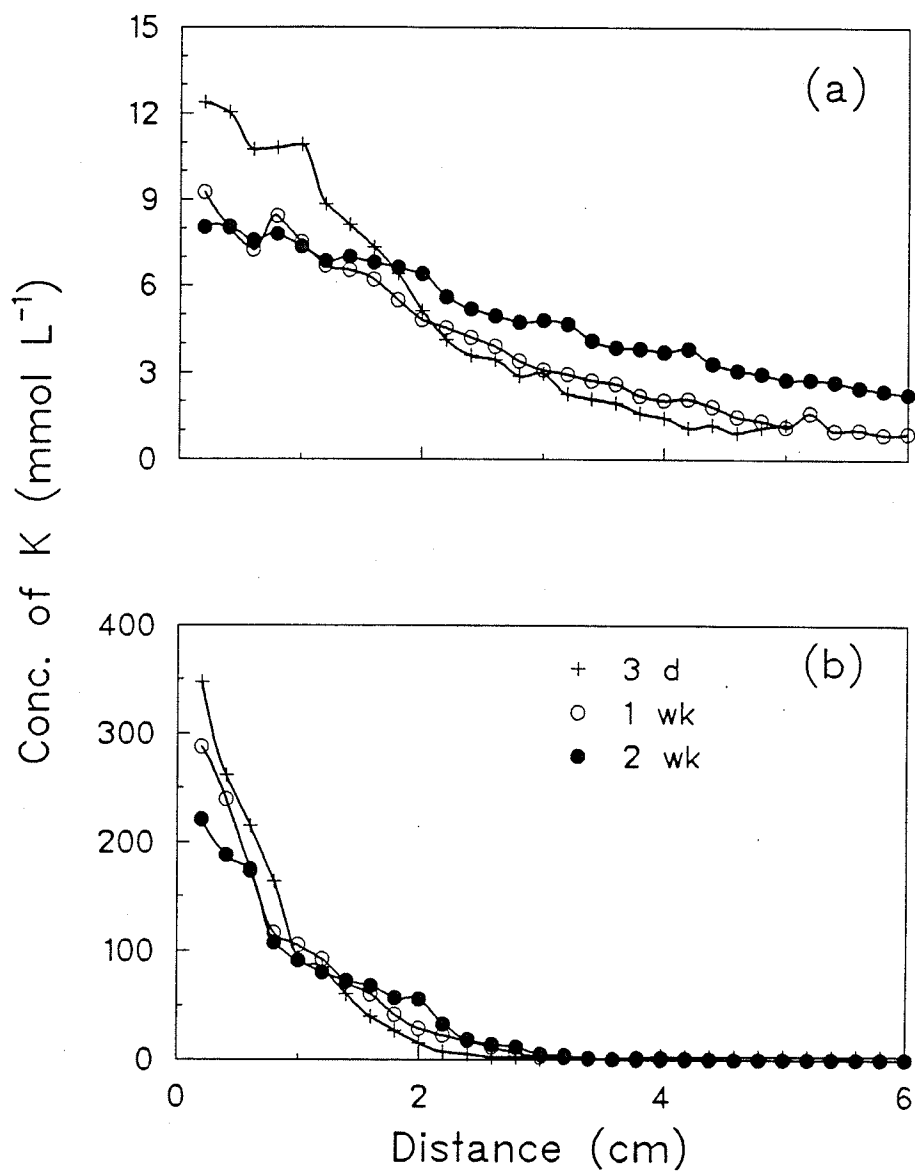 15
12
9
6
3
0
(a)
Conc. of K (mmol L⁻¹)
400
300
200
100
0
(b)
+ 3 d
○ 1 wk
● 2 wk
0 2 4 6
Distance (cm)